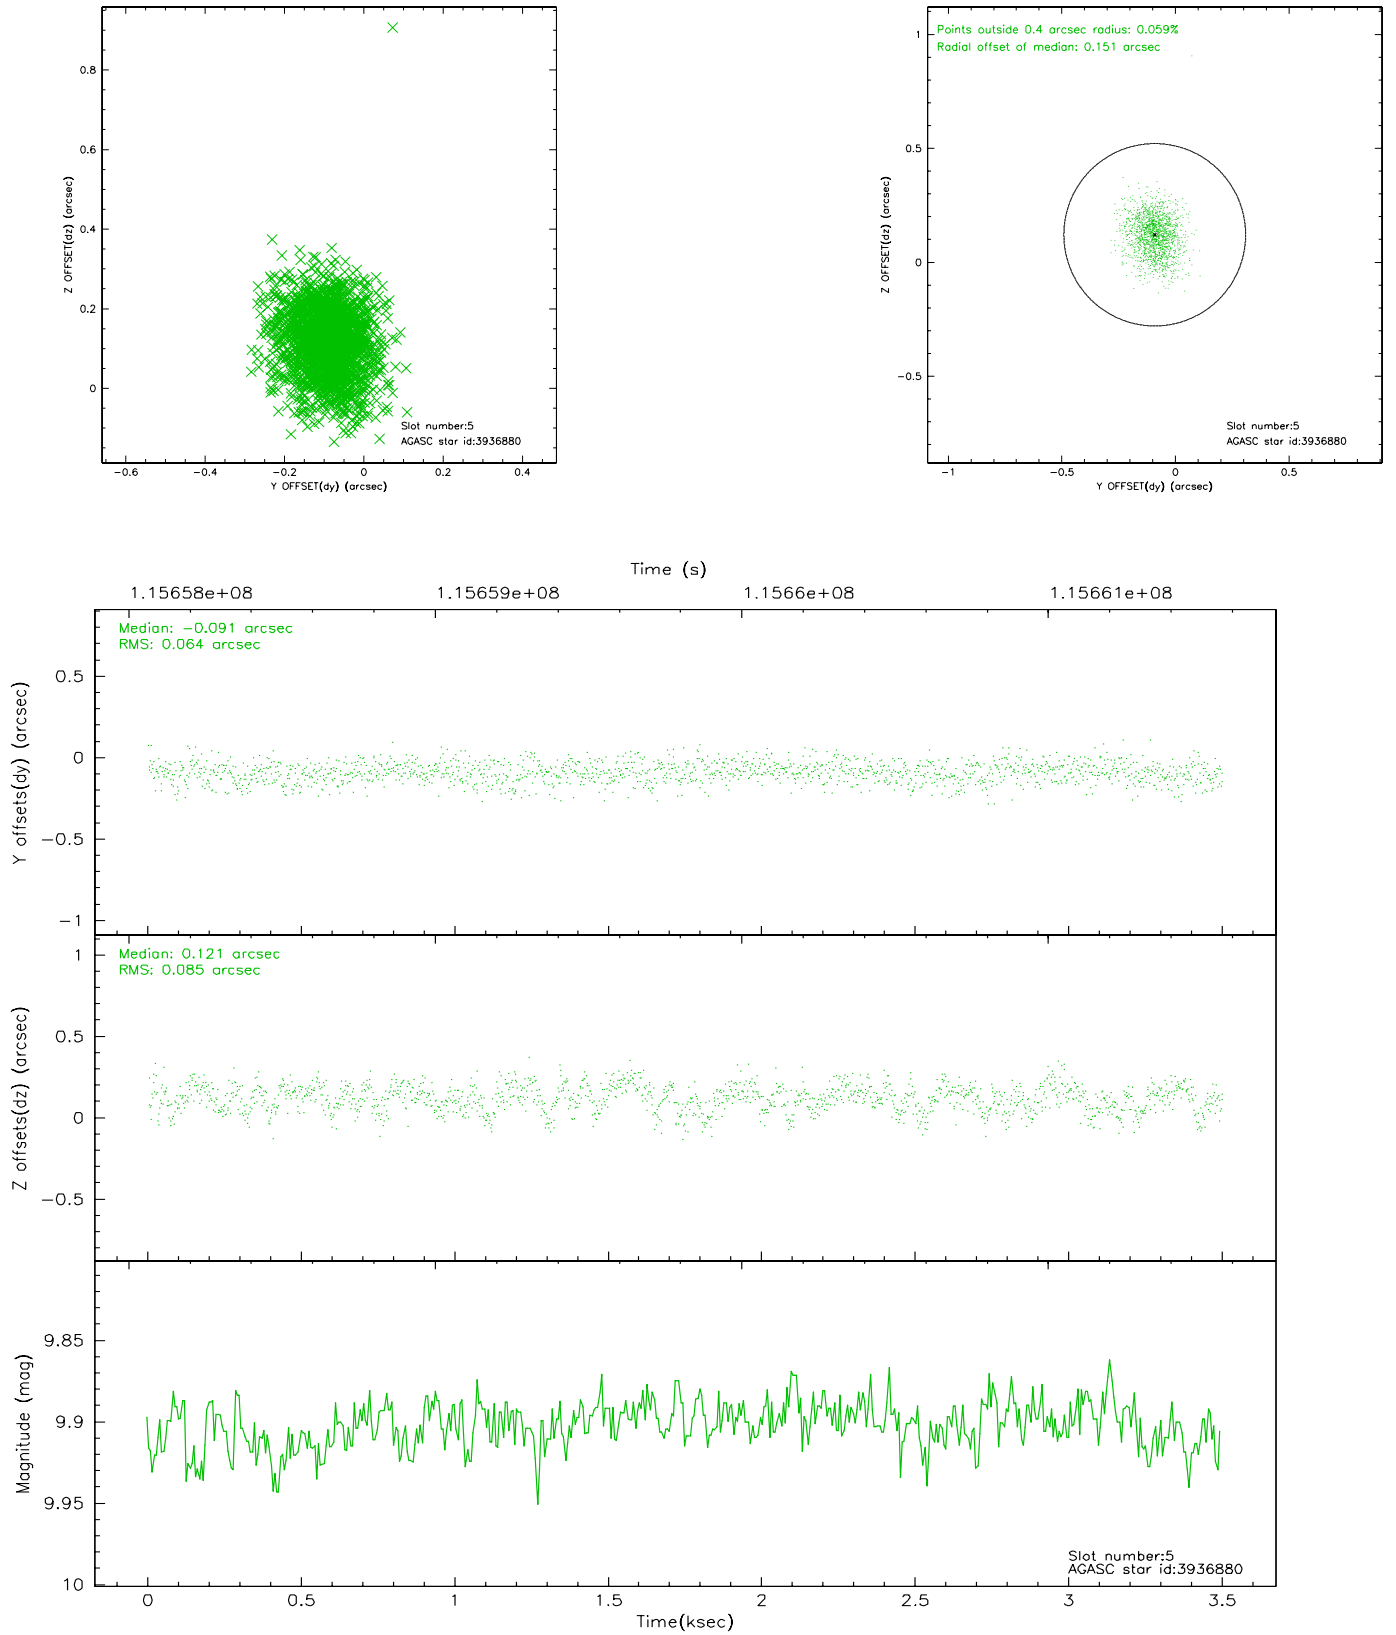 0.8
0.6
0.4
0.2
0
Z OFFSET(dz) (arcsec)
Slot number:5
AGASC star id:3936880
−0.6 −0.4 −0.2 0 0.2 0.4
Y OFFSET(dy) (arcsec)
Points outside 0.4 arcsec radius: 0.059%
Radial offset of median: 0.151 arcsec
1
0.5
0
−0.5
Z OFFSET(dz) (arcsec)
Slot number:5
AGASC star id:3936880
−1 −0.5 0 0.5
Y OFFSET(dy) (arcsec)
Time (s)
1.15658e+08 1.15659e+08 1.1566e+08 1.15661e+08
Median: −0.091 arcsec
RMS: 0.064 arcsec
0.5
0
−0.5
−1
Y offsets(dy) (arcsec)
Median: 0.121 arcsec
RMS: 0.085 arcsec
1
0.5
0
−0.5
Z offsets(dz) (arcsec)
9.85
9.9
9.95
10
Magnitude (mag)
Slot number:5
AGASC star id:3936880
0 0.5 1 1.5 2 2.5 3 3.5
Time(ksec)